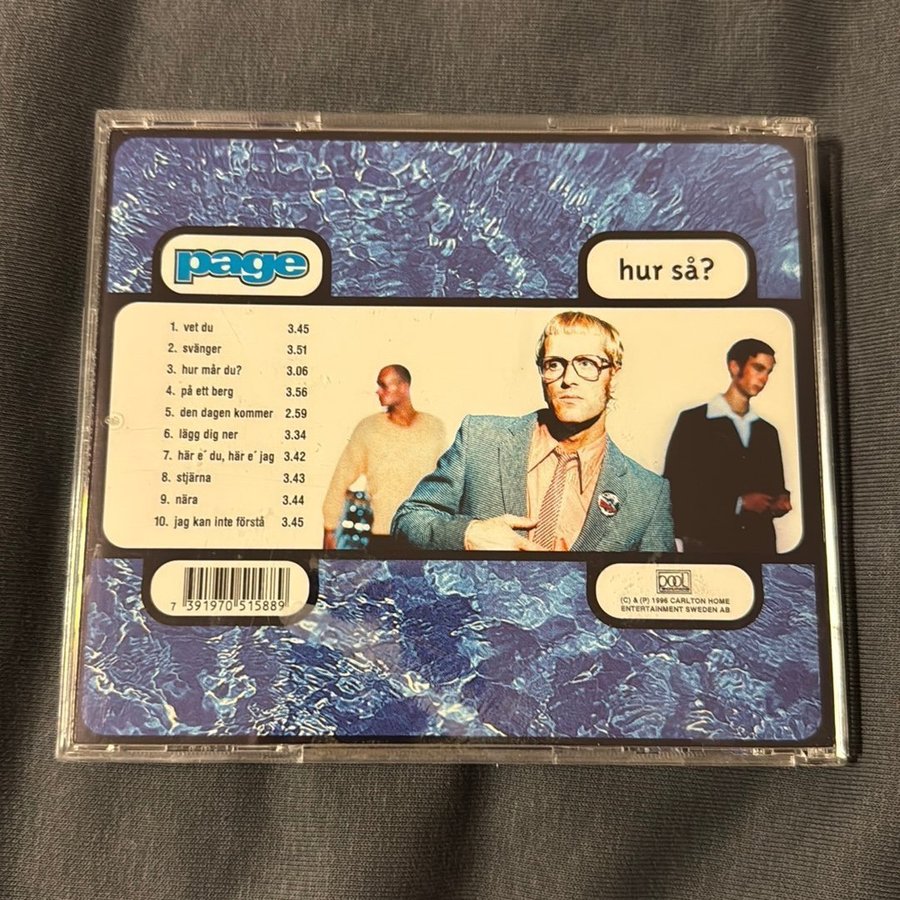 page
hur så?
1. vet du 3.45
2. svänger 3.51
3. hur mår du? 3.06
4. på ett berg 3.56
5. den dagen kommer 2.59
6. lägg dig ner 3.34
7. här e´ du, här e´ jag 3.42
8. stjärna 3.43
9. nära 3.44
10. jag kan inte förstå 3.45
7 391970 515889
pool
(C) & (P) 1996 CARLTON HOME
ENTERTAINMENT SWEDEN AB